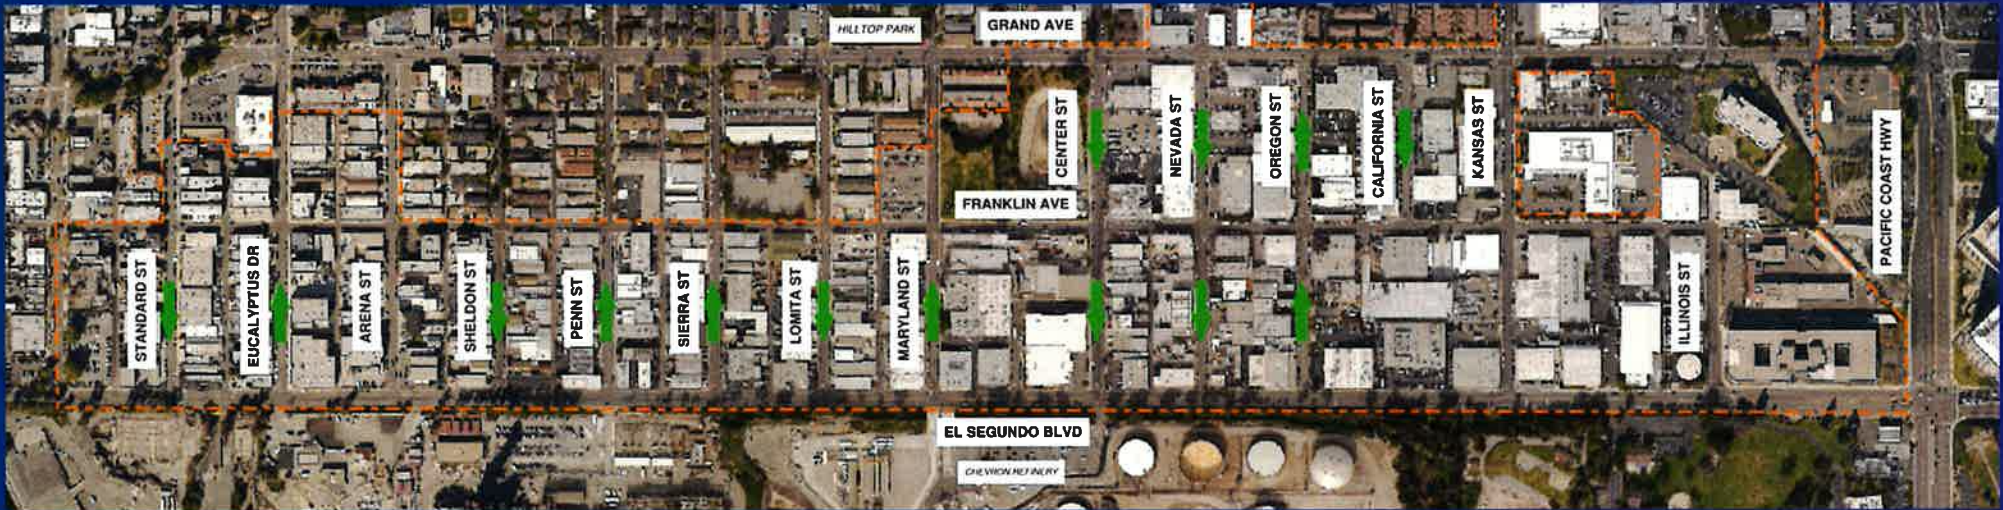 HILLTOP PARK
GRAND AVE
CENTER ST
NEVADA ST
OREGON ST
CALIFORNIA ST
KANSAS ST
PACIFIC COAST HWY
FRANKLIN AVE
STANDARD ST
EUCALYPTUS DR
ARENA ST
SHELDON ST
PENN ST
SIERRA ST
LOMITA ST
MARYLAND ST
ILLINOIS ST
EL SEGUNDO BLVD
CHEVRON REFINERY